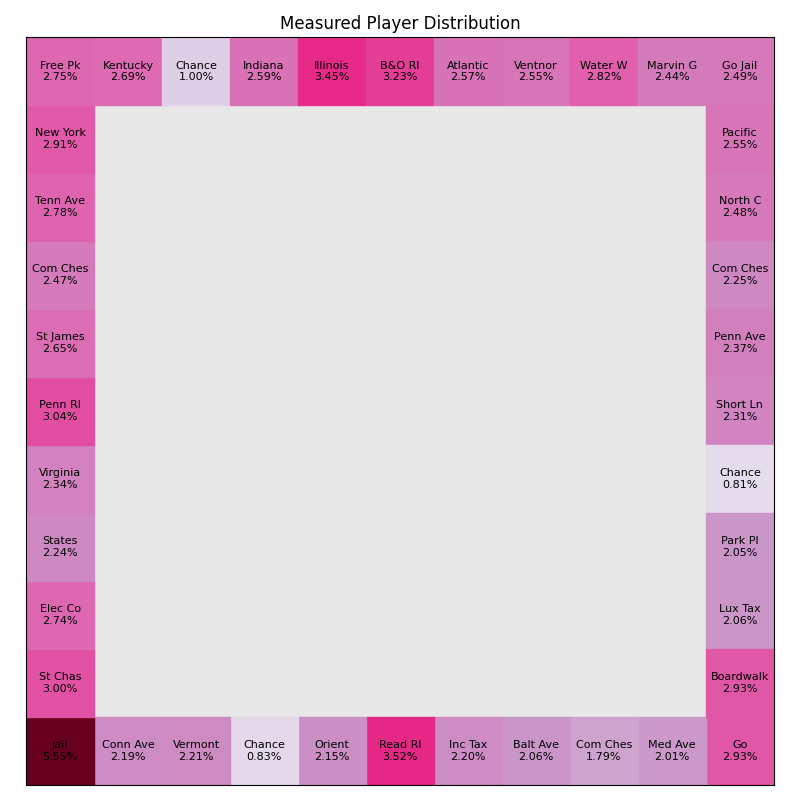 Measured Player Distribution
Free Pk
2.75%
Kentucky
2.69%
Chance
1.00%
Indiana
2.59%
Illinois
3.45%
B&O Rl
3.23%
Atlantic
2.57%
Ventnor
2.55%
Water W
2.82%
Marvin G
2.44%
Go Jail
2.49%
New York
2.91%
Pacific
2.55%
Tenn Ave
2.78%
North C
2.48%
Com Ches
2.47%
Com Ches
2.25%
St James
2.65%
Penn Ave
2.37%
Penn Rl
3.04%
Short Ln
2.31%
Virginia
2.34%
Chance
0.81%
States
2.24%
Park Pl
2.05%
Elec Co
2.74%
Lux Tax
2.06%
St Chas
3.00%
Boardwalk
2.93%
Jail
5.55%
Conn Ave
2.19%
Vermont
2.21%
Chance
0.83%
Orient
2.15%
Read Rl
3.52%
Inc Tax
2.20%
Balt Ave
2.06%
Com Ches
1.79%
Med Ave
2.01%
Go
2.93%